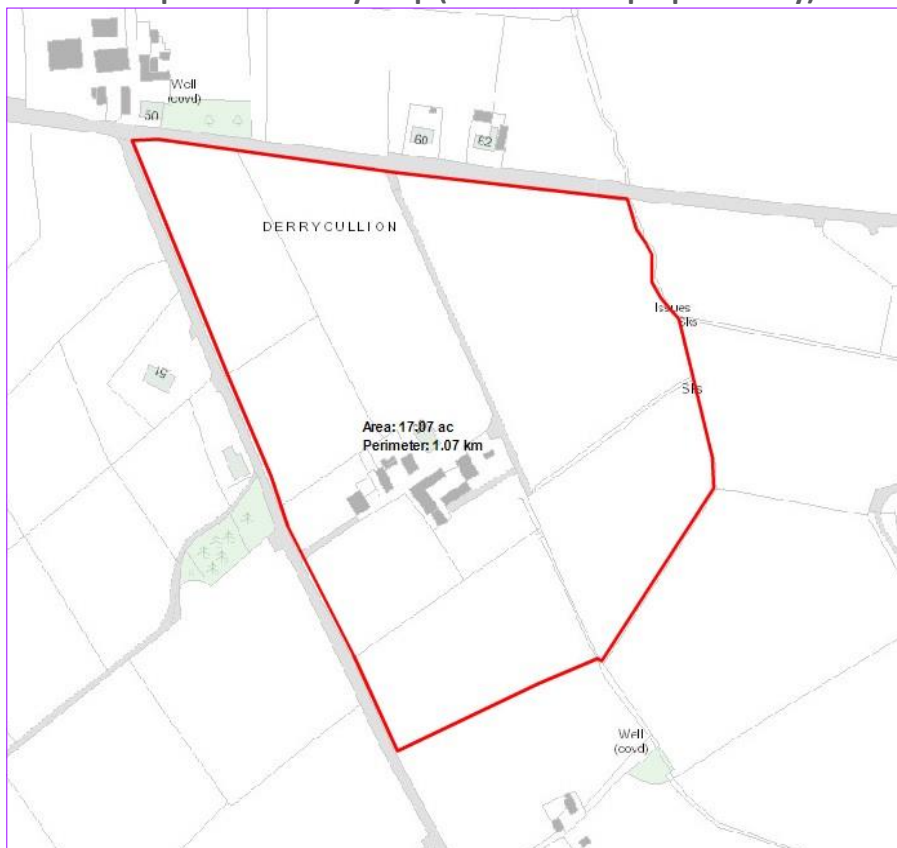 Well
(covd)
50
60
62
DERRYCULLION
Issues
Sks
Sks
51
Area: 17.07 ac
Perimeter: 1.07 km
Well
(covd)